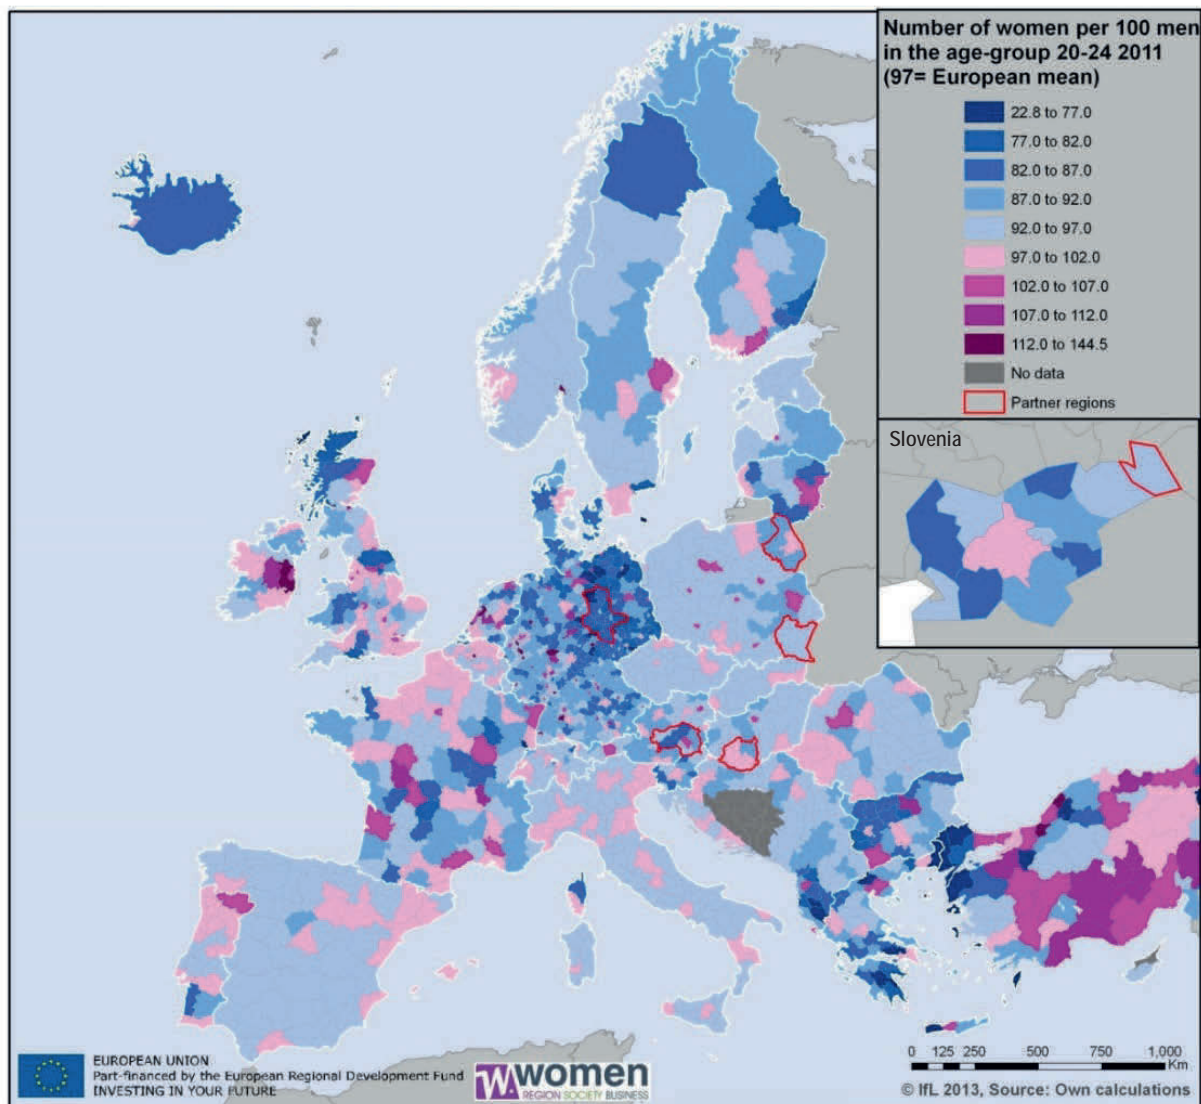 Number of women per 100 men
in the age-group 20-24 2011
(97= European mean)
22.8 to 77.0
77.0 to 82.0
82.0 to 87.0
87.0 to 92.0
92.0 to 97.0
97.0 to 102.0
102.0 to 107.0
107.0 to 112.0
112.0 to 144.5
No data
Partner regions
Slovenia
EUROPEAN UNION
Part-financed by the European Regional Development Fund
INVESTING IN YOUR FUTURE
W.
women
REGION SOCIETY BUSINESS
0 125 250 500 750 1,000
Km
© IfL 2013, Source: Own calculations